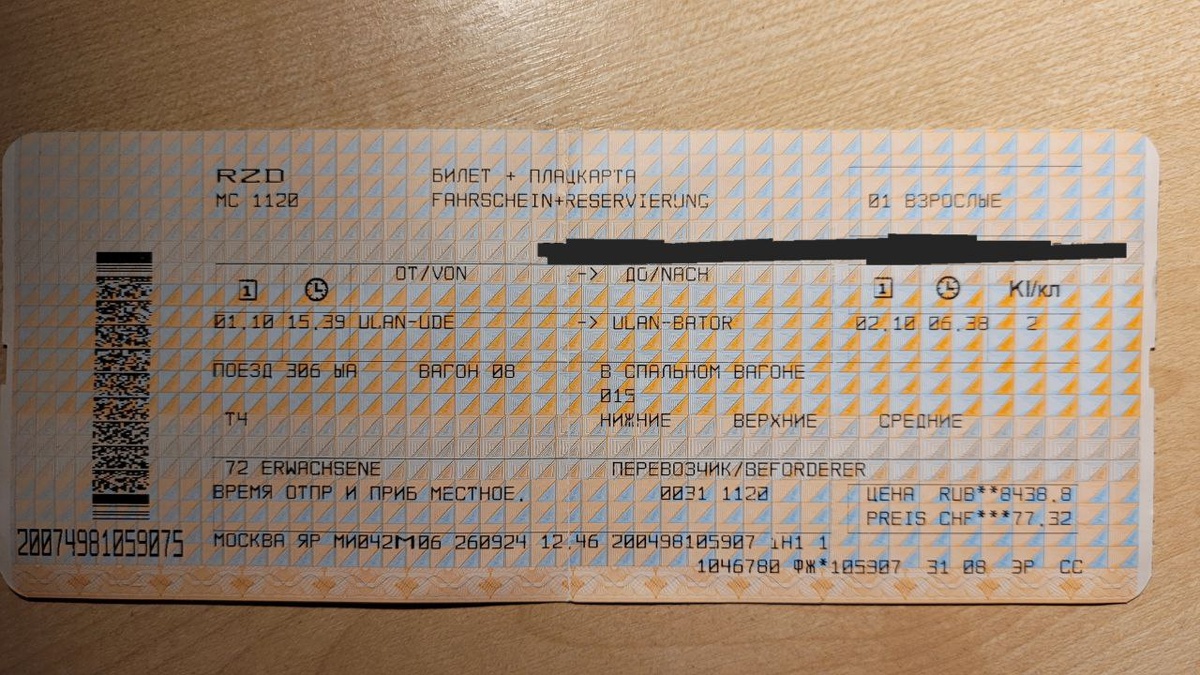 RZD БИЛЕТ + ПЛАЦКАРТА
МС 1120 FAHRSCHEIN+RESERVIERUNG 01 ВЗРОСЛЫЕ
ОТ/VON -> ДО/NACH
KI/кл
01.10 15.39 ULAN-UDE -> ULAN-BATOR 02.10 06.38 2
ПОЕЗД 306 ЫА ВАГОН 08 В СПАЛЬНОМ ВАГОНЕ
015
ТЧ НИЖНИЕ ВЕРХНИЕ СРЕДНИЕ
72 ERWACHSENE ПЕРЕВОЗЧИК/BEFORDERER
ВРЕМЯ ОТПР И ПРИБ МЕСТНОЕ. 0031 1120 ЦЕНА RUB**8438.8
PREIS CHF***77.32
20074981059075 МОСКВА ЯР МИ042М06 260924 12.46 200498105907 1Н1 1
1046780 ФЖ*105307 31 08 ЭР СС